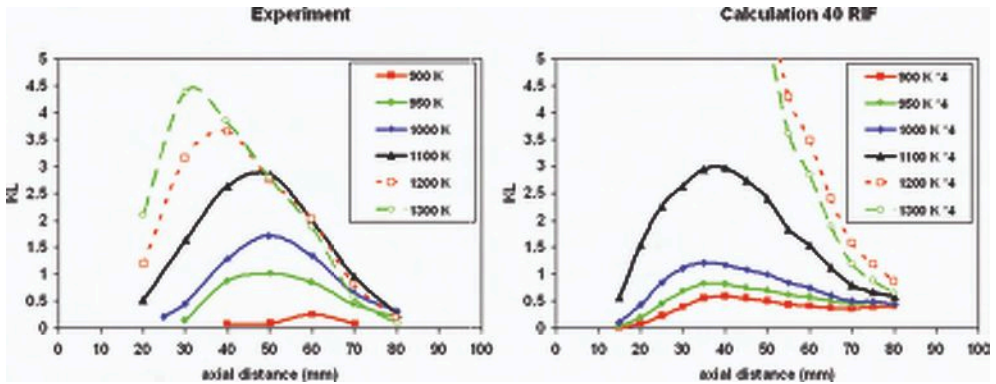 Experiment
5
4.5
4
3.5
3
2.5
2
1.5
1
0.5
0
KL
900 K
950 K
1000 K
1100 K
1200 K
1300 K
0 10 20 30 40 50 60 70 80 90 100
axial distance (mm)
Calculation 40 RIF
5
4.5
4
3.5
3
2.5
2
1.5
1
0.5
0
KL
900 K *4
950 K *4
1000 K *4
1100 K *4
1200 K *4
1300 K *4
0 10 20 30 40 50 60 70 80 90 100
axial distance (mm)